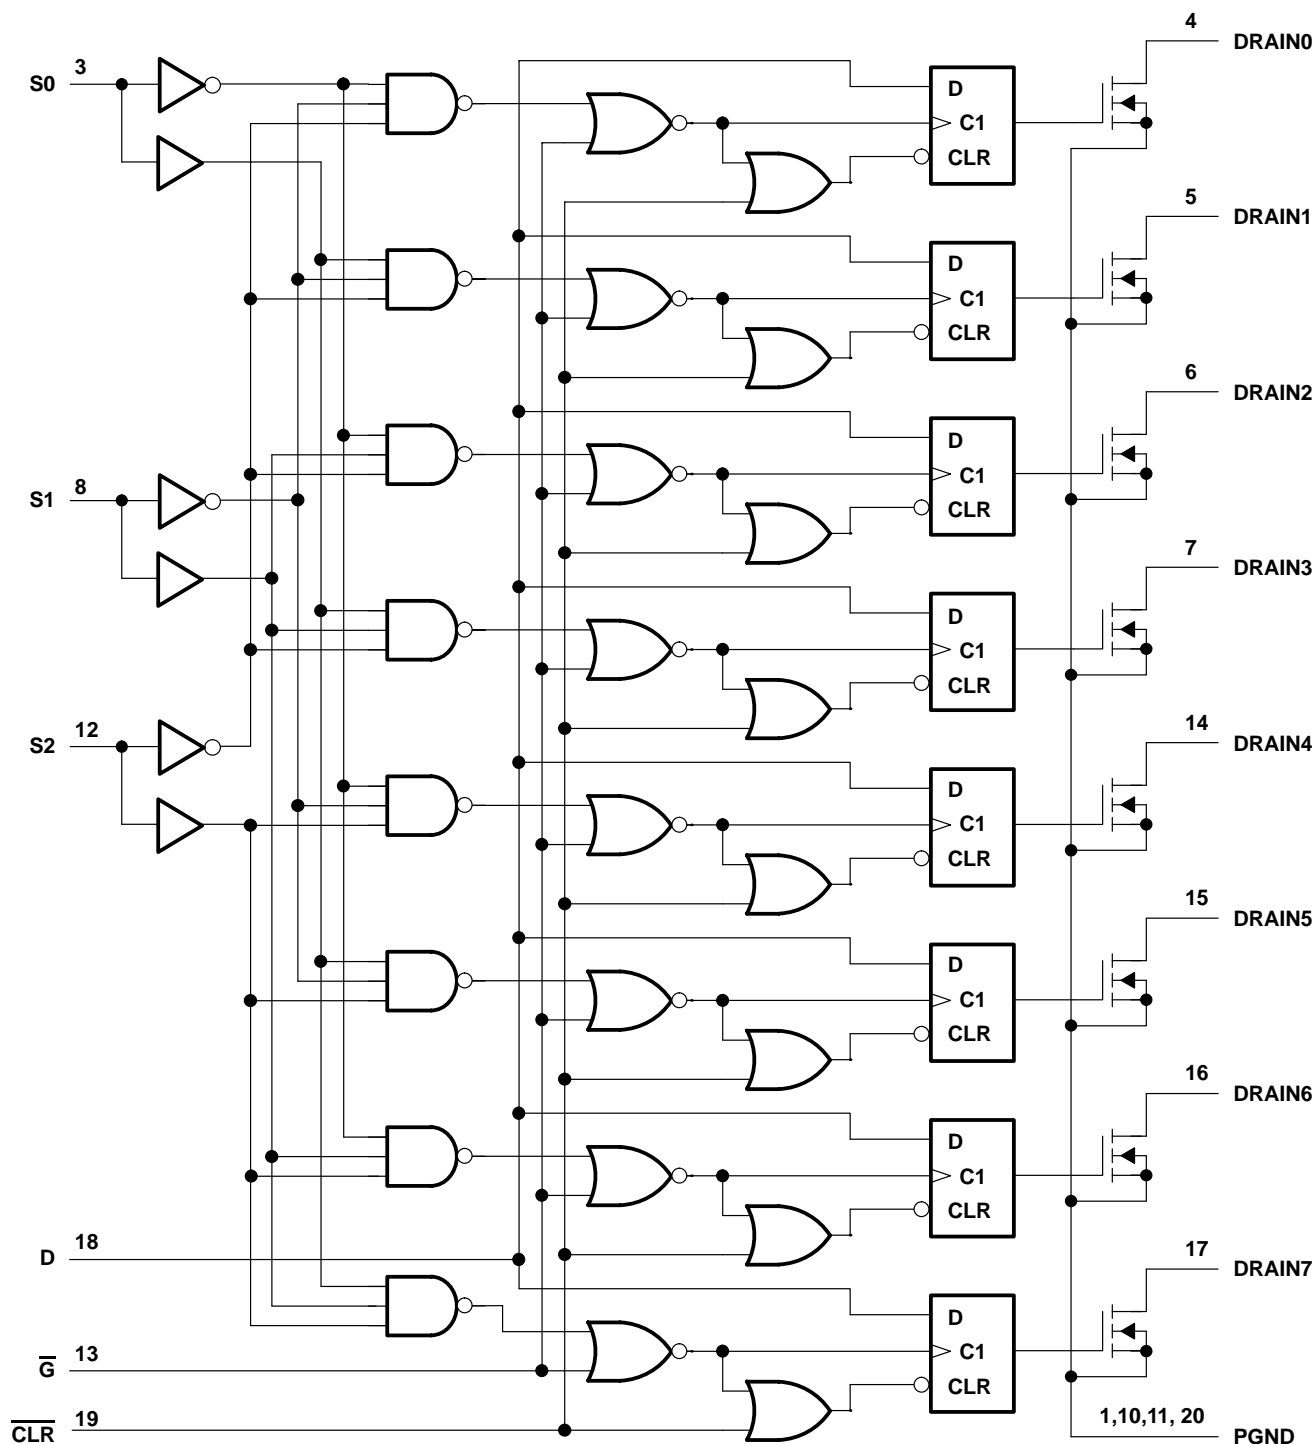 4
DRAIN0
S0 3
D
C1
CLR
5
DRAIN1
D
C1
CLR
6
DRAIN2
D
C1
CLR
S1 8
7
DRAIN3
D
C1
CLR
S2 12
14
DRAIN4
D
C1
CLR
15
DRAIN5
D
C1
CLR
16
DRAIN6
D
C1
CLR
D 18
17
DRAIN7
D
C1
CLR
G̅ 13
C̅L̅R̅ 19
1,10,11, 20
PGND